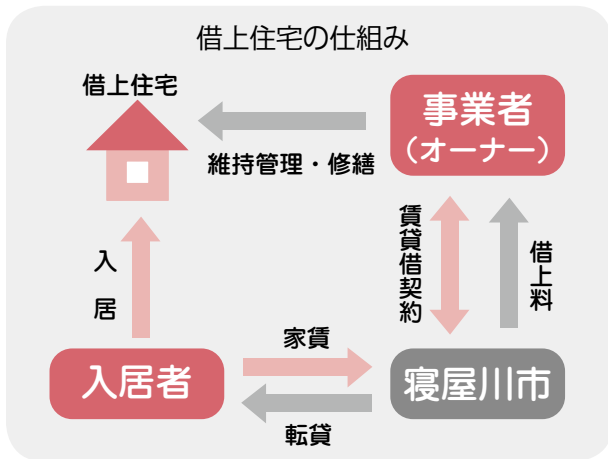 借上住宅の仕組み
借上住宅
事業者
（オーナー）
維持管理・修繕
入居
賃貸借契約
借上料
家賃
入居者
寝屋川市
転貸